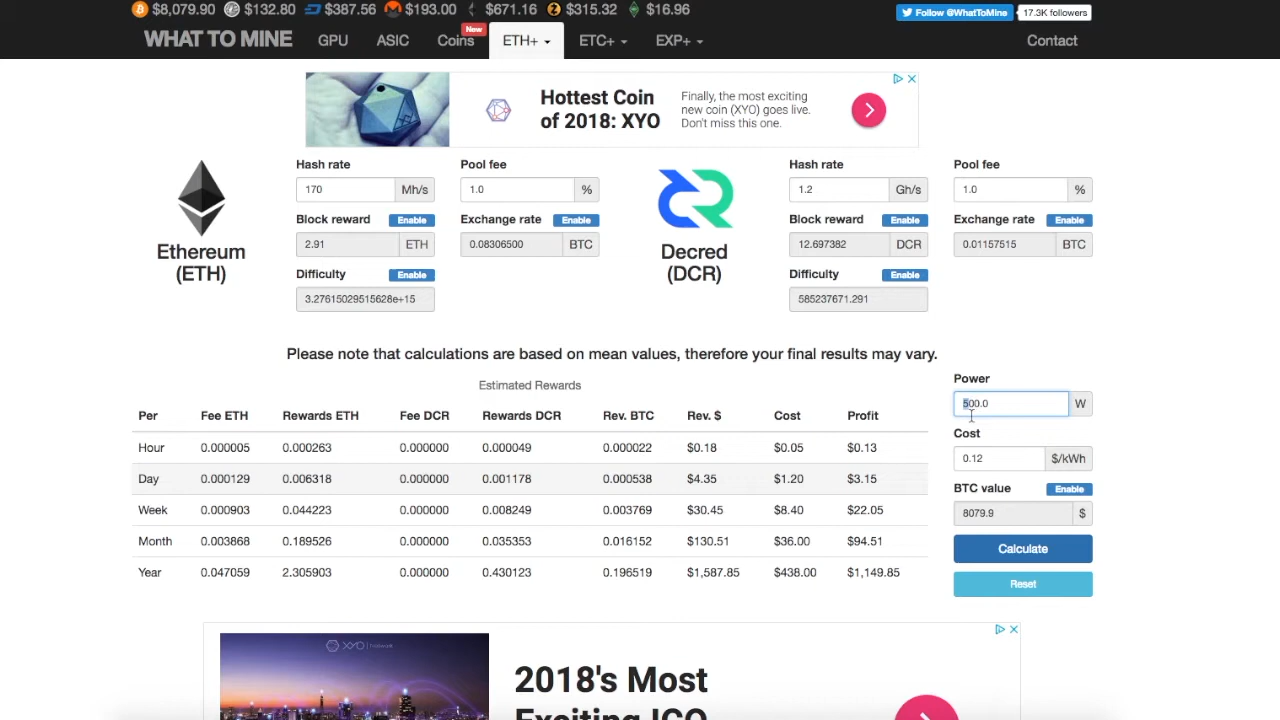 $8,079.90 $132.80 $387.56 $193.00 $671.16 $315.32 $16.96
Follow @WhatToMine 17.3K followers
WHAT TO MINE GPU ASIC Coins New ETH+ ETC+ EXP+ Contact
Hottest Coin
of 2018: XYO
Finally, the most exciting
new coin (XYO) goes live.
Don't miss this one.
Ethereum
(ETH)
Hash rate Pool fee
170 Mh/s 1.0 %
Block reward Enable Exchange rate Enable
2.91 ETH 0.08306500 BTC
Difficulty Enable
3.27615029515628e+15
Decred
(DCR)
Hash rate Pool fee
1.2 Gh/s 1.0 %
Block reward Enable Exchange rate Enable
12.697382 DCR 0.01157515 BTC
Difficulty Enable
585237671.291
Please note that calculations are based on mean values, therefore your final results may vary.
Estimated Rewards
Per Fee ETH Rewards ETH Fee DCR Rewards DCR Rev. BTC Rev. $ Cost Profit
Hour 0.000005 0.000263 0.000000 0.000049 0.000022 $0.18 $0.05 $0.13
Day 0.000129 0.006318 0.000000 0.001178 0.000538 $4.35 $1.20 $3.15
Week 0.000903 0.044223 0.000000 0.008249 0.003769 $30.45 $8.40 $22.05
Month 0.003868 0.189526 0.000000 0.035353 0.016152 $130.51 $36.00 $94.51
Year 0.047059 2.305903 0.000000 0.430123 0.196519 $1,587.85 $438.00 $1,149.85
Power
500.0 W
Cost
0.12 $/kWh
BTC value Enable
8079.9 $
Calculate
Reset
XYO
2018's Most
Exciting ICO